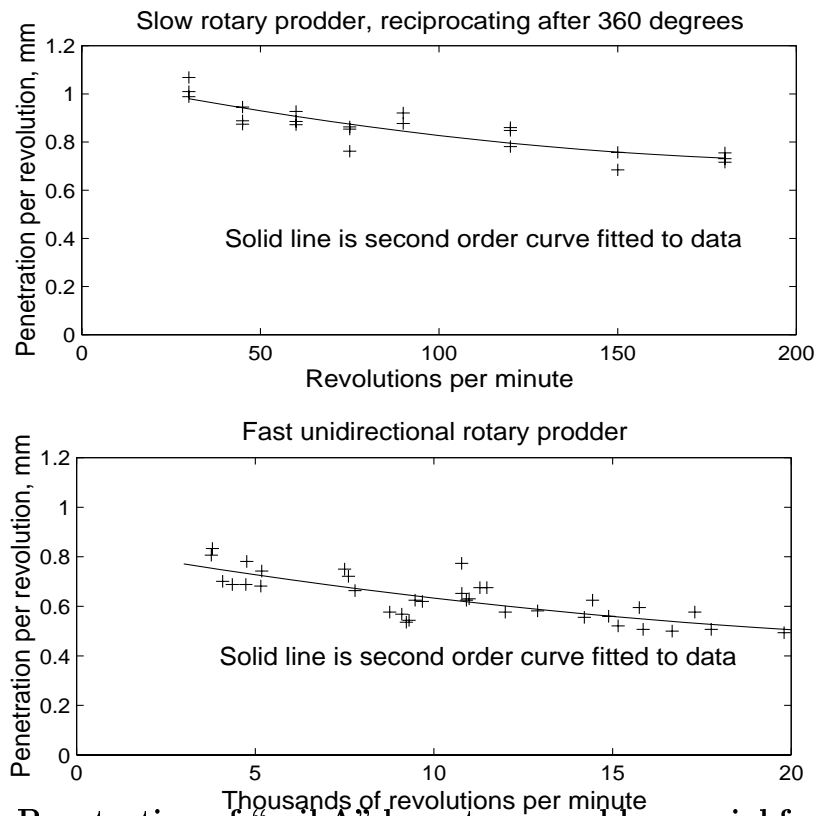 Slow rotary prodder, reciprocating after 360 degrees
1.2
1
0.8
0.6
0.4
0.2
0
Penetration per revolution, mm
Solid line is second order curve fitted to data
0 50 100 150 200
Revolutions per minute
Fast unidirectional rotary prodder
1.2
1
0.8
0.6
0.4
0.2
0
Penetration per revolution, mm
Solid line is second order curve fitted to data
0 5 10 15 20
Thousands of revolutions per minute